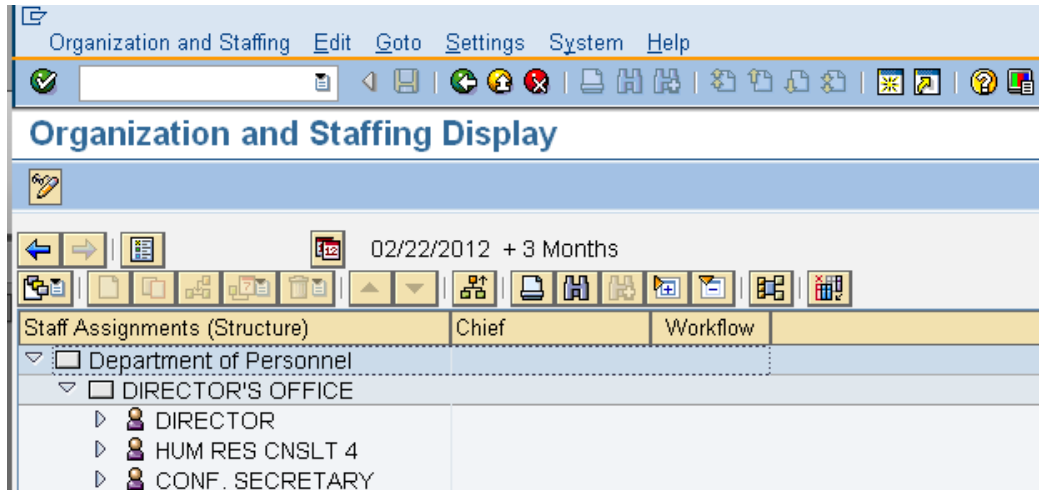 Organization and Staffing Edit Goto Settings System Help
Organization and Staffing Display
02/22/2012 + 3 Months
Staff Assignments (Structure) Chief Workflow
Department of Personnel
DIRECTOR'S OFFICE
DIRECTOR
HUM RES CNSLT 4
CONF. SECRETARY